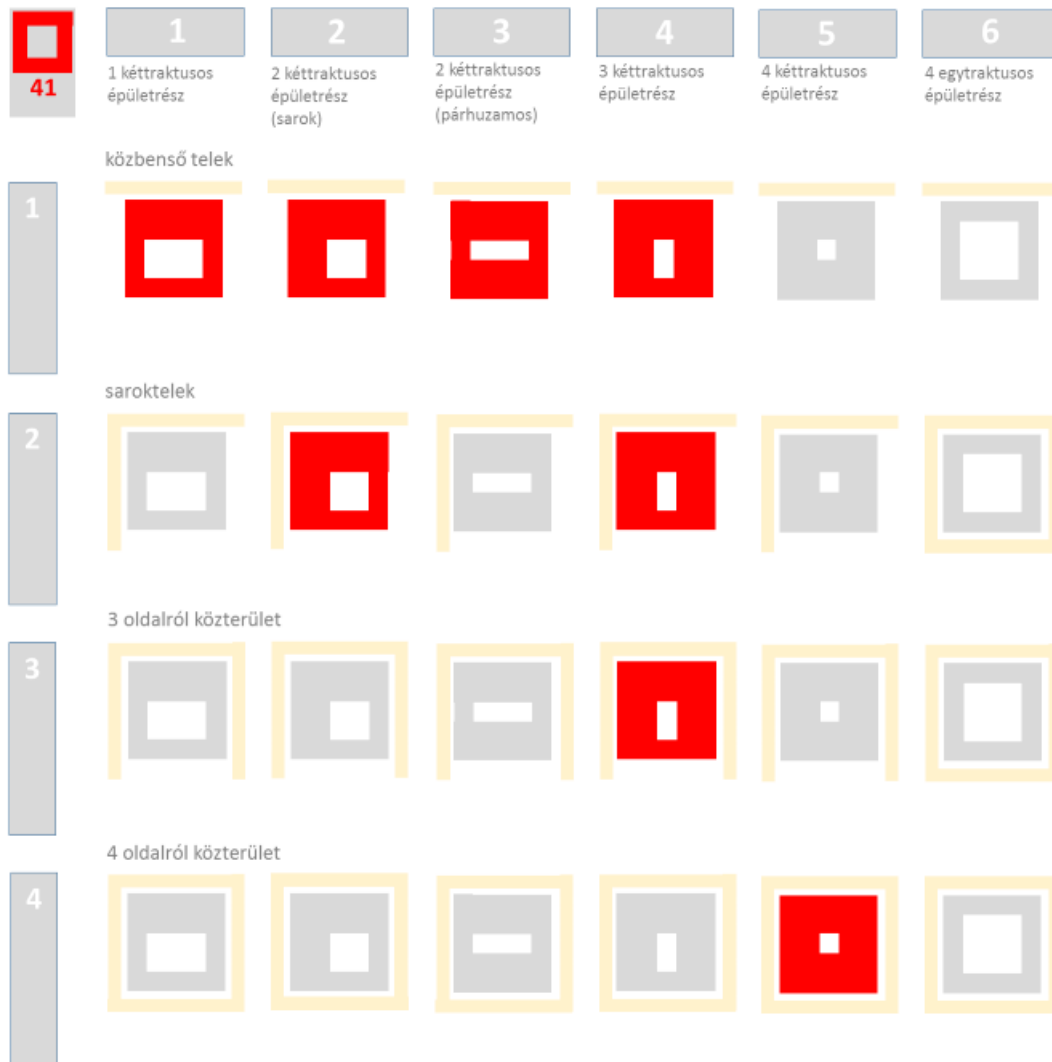 41
1
2
3
4
5
6
1 kéttraktusos
épületrész
2 kéttraktusos
épületrész
(sarok)
2 kéttraktusos
épületrész
(párhuzamos)
3 kéttraktusos
épületrész
4 kéttraktusos
épületrész
4 egytraktusos
épületrész
közbenső telek
1
saroktelek
2
3 oldalról közterület
3
4 oldalról közterület
4